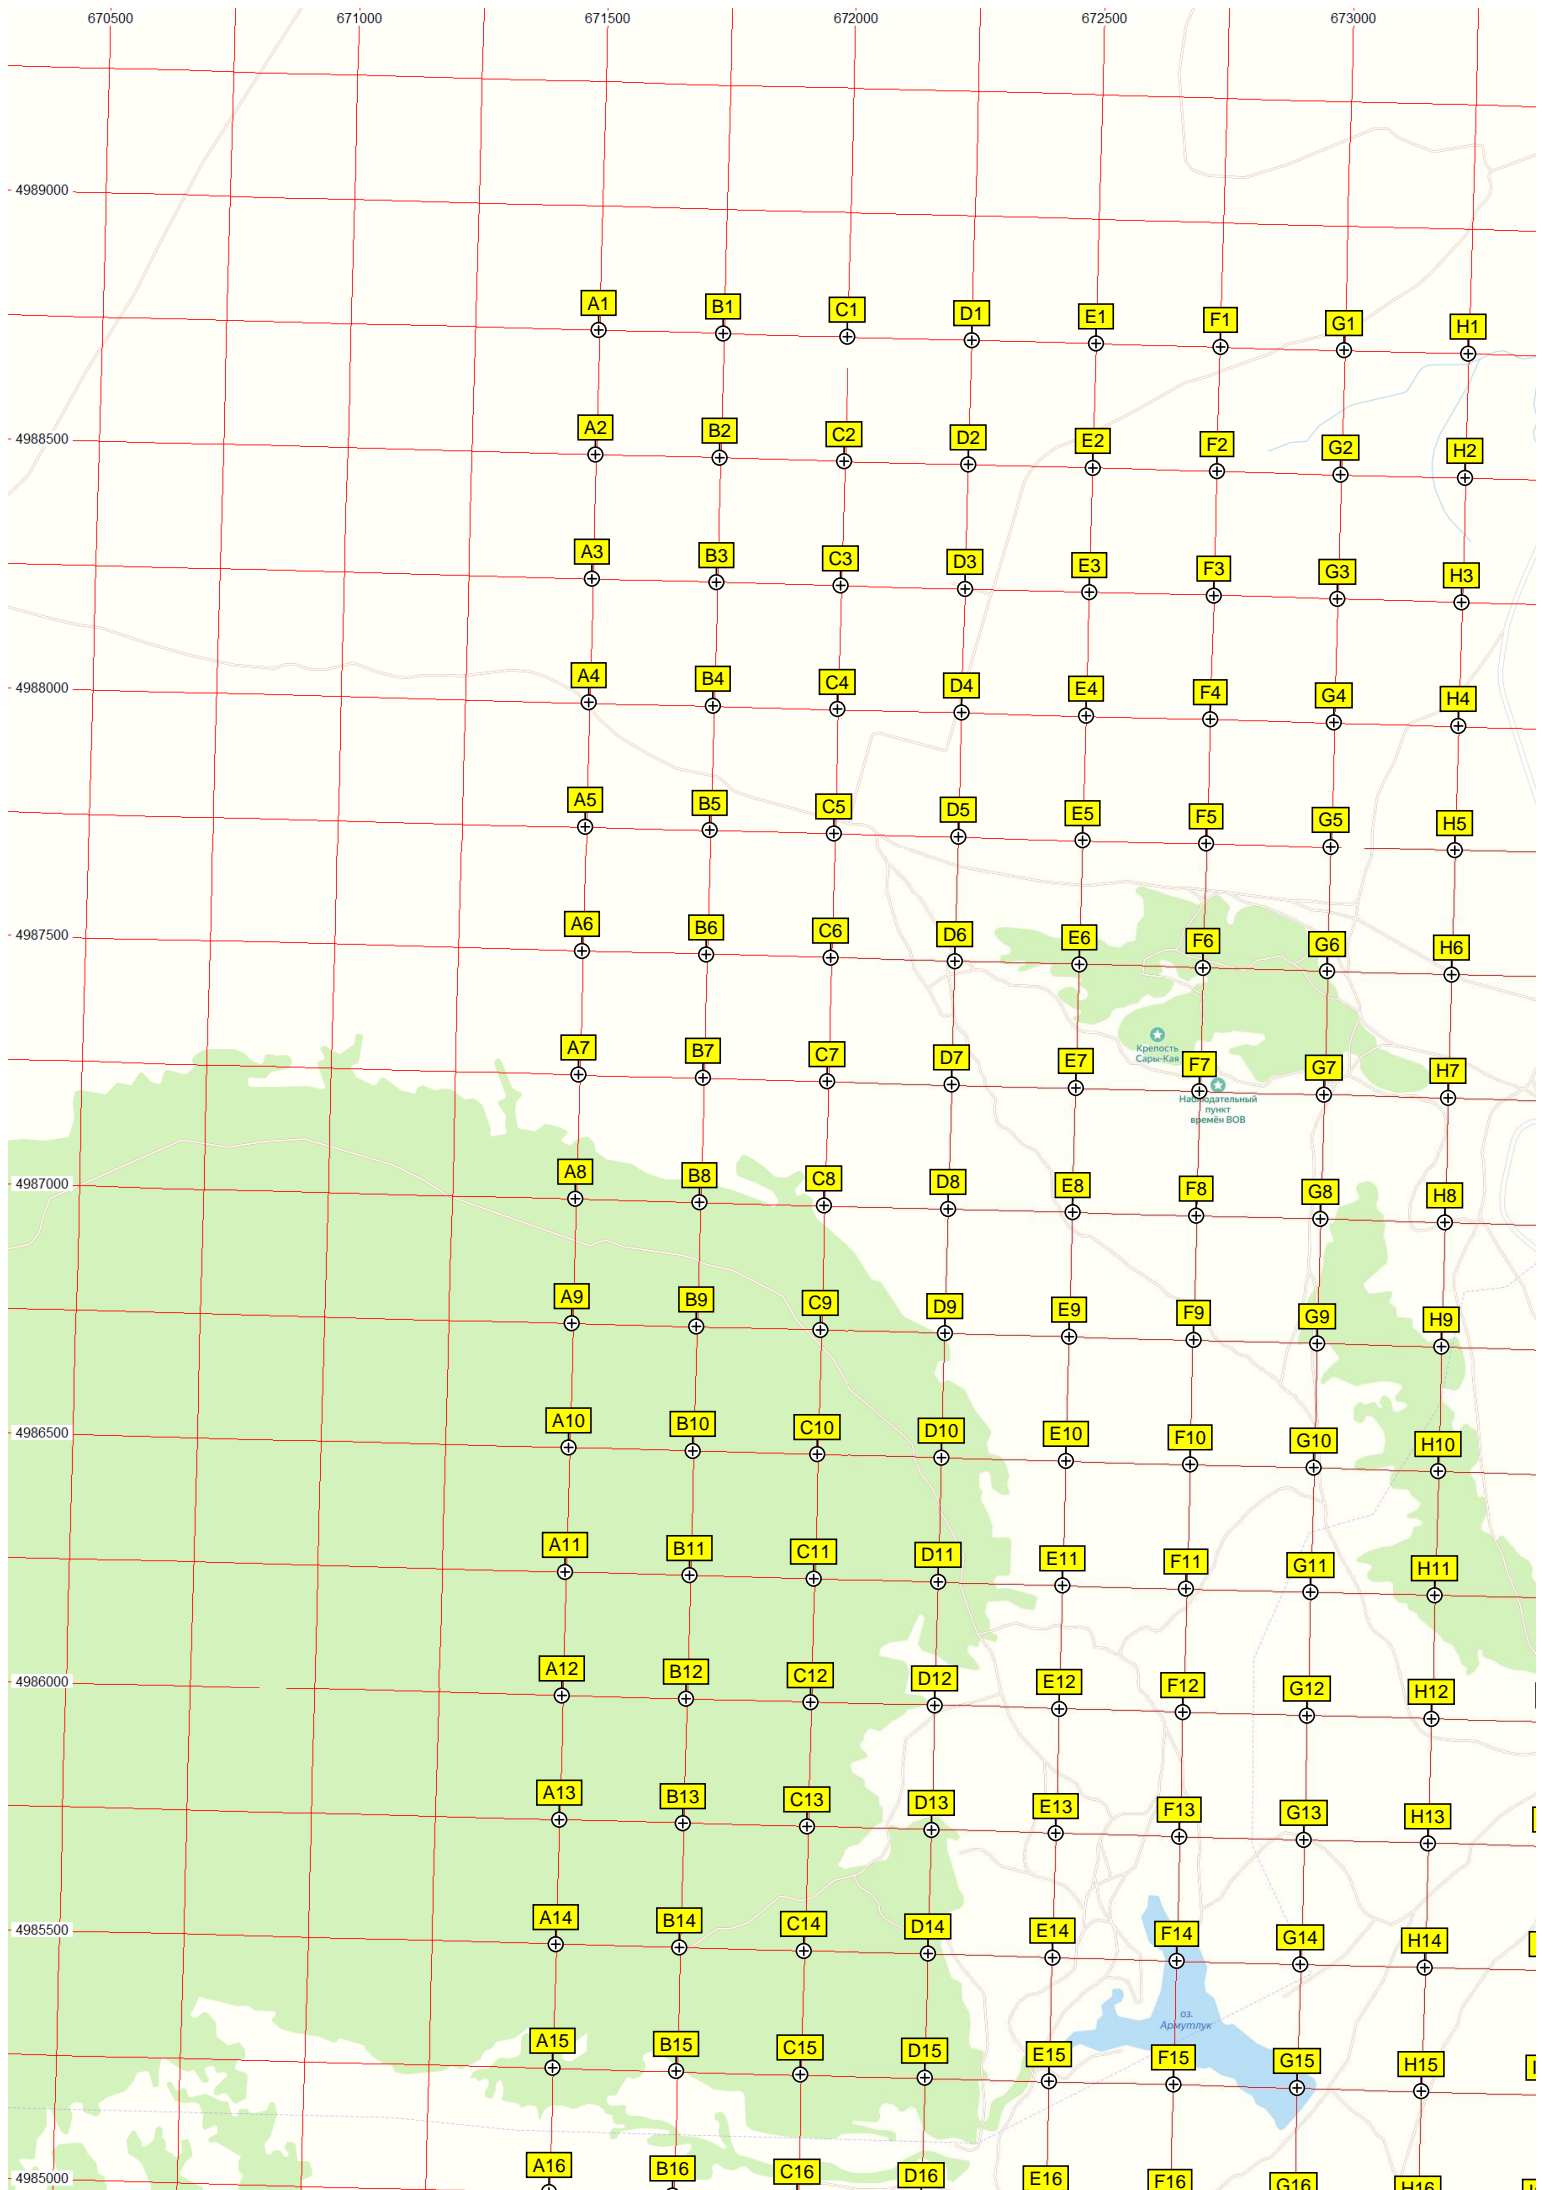 670500 671000 671500 672000 672500 673000
4989000
A1 B1 C1 D1 E1 F1 G1 H1
4988500
A2 B2 C2 D2 E2 F2 G2 H2
A3 B3 C3 D3 E3 F3 G3 H3
4988000
A4 B4 C4 D4 E4 F4 G4 H4
A5 B5 C5 D5 E5 F5 G5 H5
4987500
A6 B6 C6 D6 E6 F6 G6 H6
Крепость
Сары-Кая
A7 B7 C7 D7 E7 F7 G7 H7
Наблюдательный
пункт
времён ВОВ
4987000
A8 B8 C8 D8 E8 F8 G8 H8
A9 B9 C9 D9 E9 F9 G9 H9
4986500
A10 B10 C10 D10 E10 F10 G10 H10
A11 B11 C11 D11 E11 F11 G11 H11
4986000
A12 B12 C12 D12 E12 F12 G12 H12
A13 B13 C13 D13 E13 F13 G13 H13
4985500
A14 B14 C14 D14 E14 F14 G14 H14
оз.
Армутлук
A15 B15 C15 D15 E15 F15 G15 H15
4985000
A16 B16 C16 D16 E16 F16 G16 H16